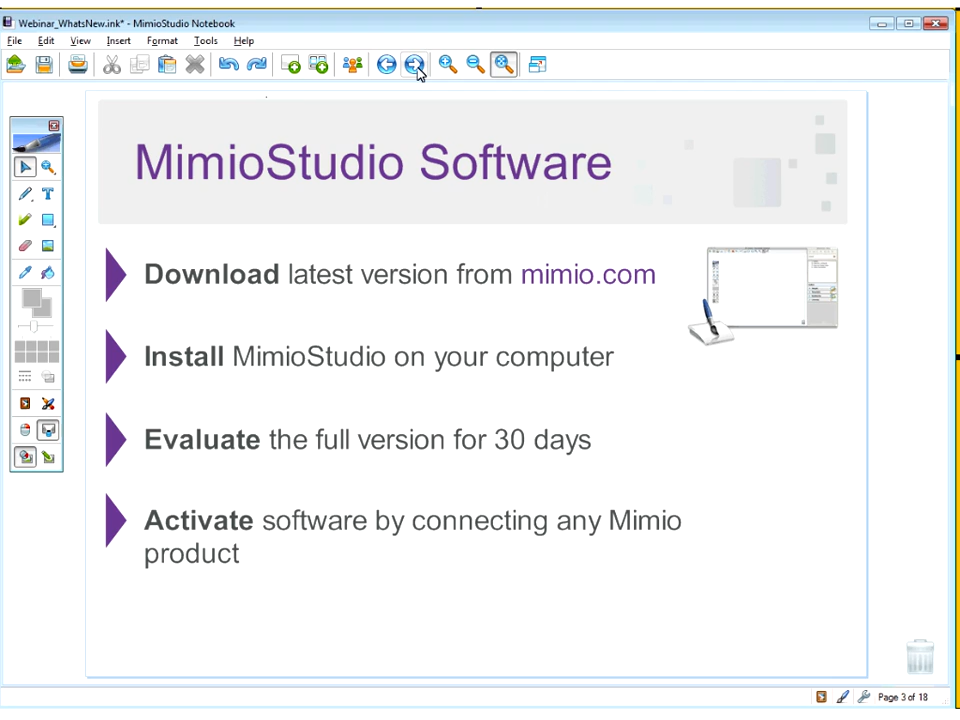 Webinar_WhatsNew.ink* - MimioStudio Notebook
File Edit View Insert Format Tools Help
MimioStudio Software
Download latest version from mimio.com
Install MimioStudio on your computer
Evaluate the full version for 30 days
Activate software by connecting any Mimio
product
Page 3 of 18